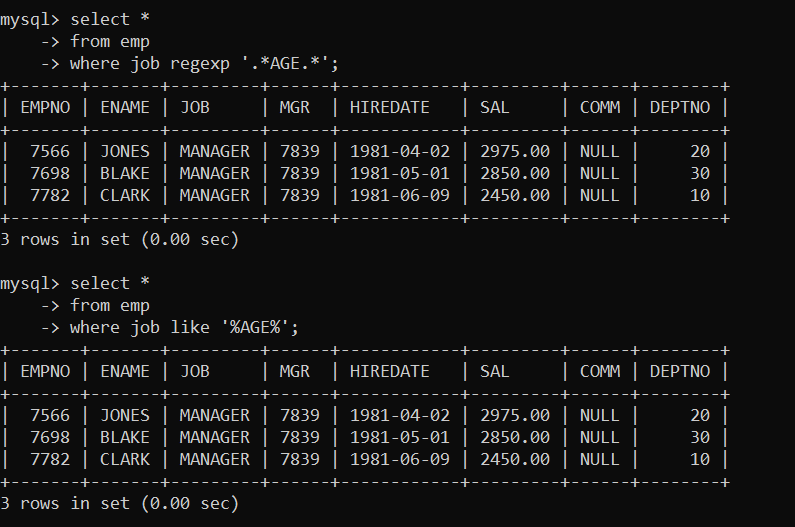 mysql> select *
    -> from emp
    -> where job regexp '.*AGE.*';
+-------+-------+---------+------+------------+---------+------+--------+
| EMPNO | ENAME | JOB     | MGR  | HIREDATE   | SAL     | COMM | DEPTNO |
+-------+-------+---------+------+------------+---------+------+--------+
|  7566 | JONES | MANAGER | 7839 | 1981-04-02 | 2975.00 | NULL |     20 |
|  7698 | BLAKE | MANAGER | 7839 | 1981-05-01 | 2850.00 | NULL |     30 |
|  7782 | CLARK | MANAGER | 7839 | 1981-06-09 | 2450.00 | NULL |     10 |
+-------+-------+---------+------+------------+---------+------+--------+
3 rows in set (0.00 sec)

mysql> select *
    -> from emp
    -> where job like '%AGE%';
+-------+-------+---------+------+------------+---------+------+--------+
| EMPNO | ENAME | JOB     | MGR  | HIREDATE   | SAL     | COMM | DEPTNO |
+-------+-------+---------+------+------------+---------+------+--------+
|  7566 | JONES | MANAGER | 7839 | 1981-04-02 | 2975.00 | NULL |     20 |
|  7698 | BLAKE | MANAGER | 7839 | 1981-05-01 | 2850.00 | NULL |     30 |
|  7782 | CLARK | MANAGER | 7839 | 1981-06-09 | 2450.00 | NULL |     10 |
+-------+-------+---------+------+------------+---------+------+--------+
3 rows in set (0.00 sec)